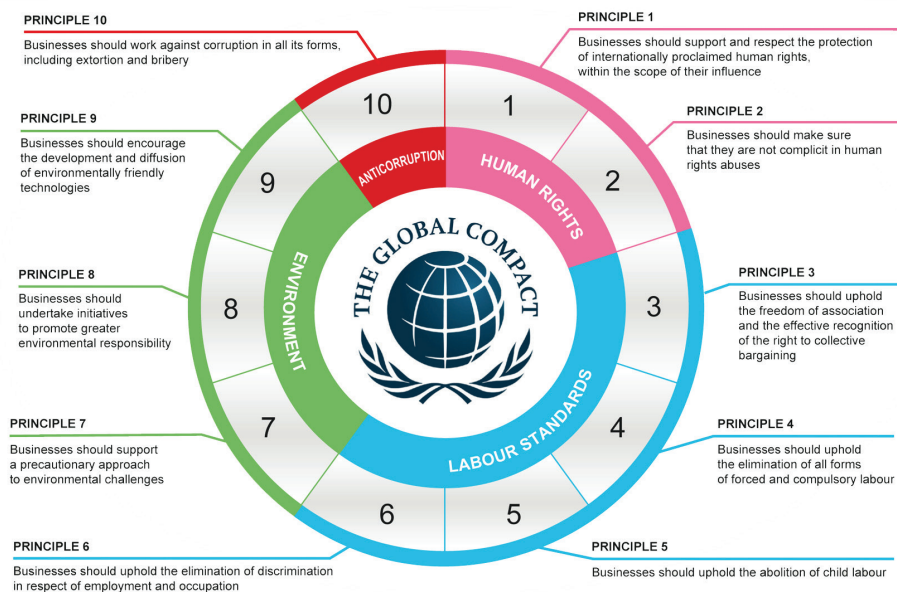 PRINCIPLE 10
Businesses should work against corruption in all its forms,
including extortion and bribery
PRINCIPLE 1
Businesses should support and respect the protection
of internationally proclaimed human rights,
within the scope of their influence
PRINCIPLE 9
Businesses should encourage
the development and diffusion
of environmentally friendly
technologies
PRINCIPLE 2
Businesses should make sure
that they are not complicit in human
rights abuses
PRINCIPLE 8
Businesses should
undertake initiatives
to promote greater
environmental responsibility
PRINCIPLE 3
Businesses should uphold
the freedom of association
and the effective recognition
of the right to collective
bargaining
PRINCIPLE 7
Businesses should support
a precautionary approach
to environmental challenges
PRINCIPLE 4
Businesses should uphold
the elimination of all forms
of forced and compulsory labour
PRINCIPLE 6
Businesses should uphold the elimination of discrimination
in respect of employment and occupation
PRINCIPLE 5
Businesses should uphold the abolition of child labour
10
1
9
2
8
3
7
4
6
5
ANTICORRUPTION
HUMAN RIGHTS
ENVIRONMENT
LABOUR STANDARDS
THE GLOBAL COMPACT